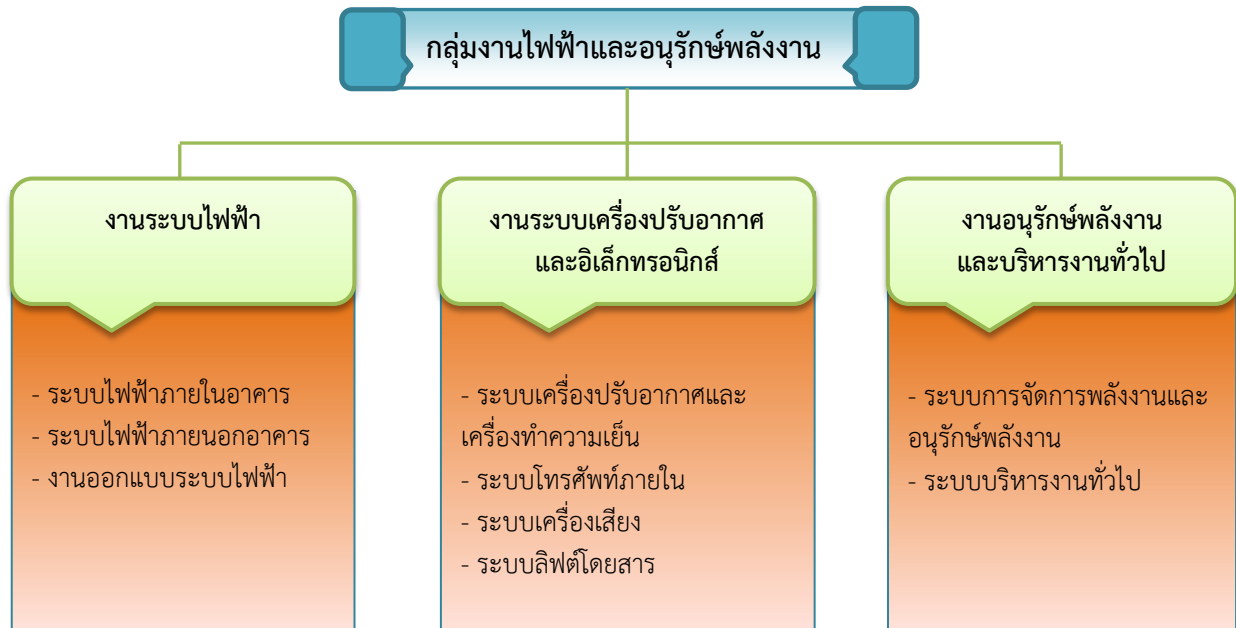 กลุ่มงานไฟฟ้าและอนุรักษ์พลังงาน
งานระบบไฟฟ้า
- ระบบไฟฟ้าภายในอาคาร
- ระบบไฟฟ้าภายนอกอาคาร
- งานออกแบบระบบไฟฟ้า
งานระบบเครื่องปรับอากาศ
และอิเล็กทรอนิกส์
- ระบบเครื่องปรับอากาศและ
เครื่องทำความเย็น
- ระบบโทรศัพท์ภายใน
- ระบบเครื่องเสียง
- ระบบลิฟต์โดยสาร
งานอนุรักษ์พลังงาน
และบริหารงานทั่วไป
- ระบบการจัดการพลังงานและ
อนุรักษ์พลังงาน
- ระบบบริหารงานทั่วไป